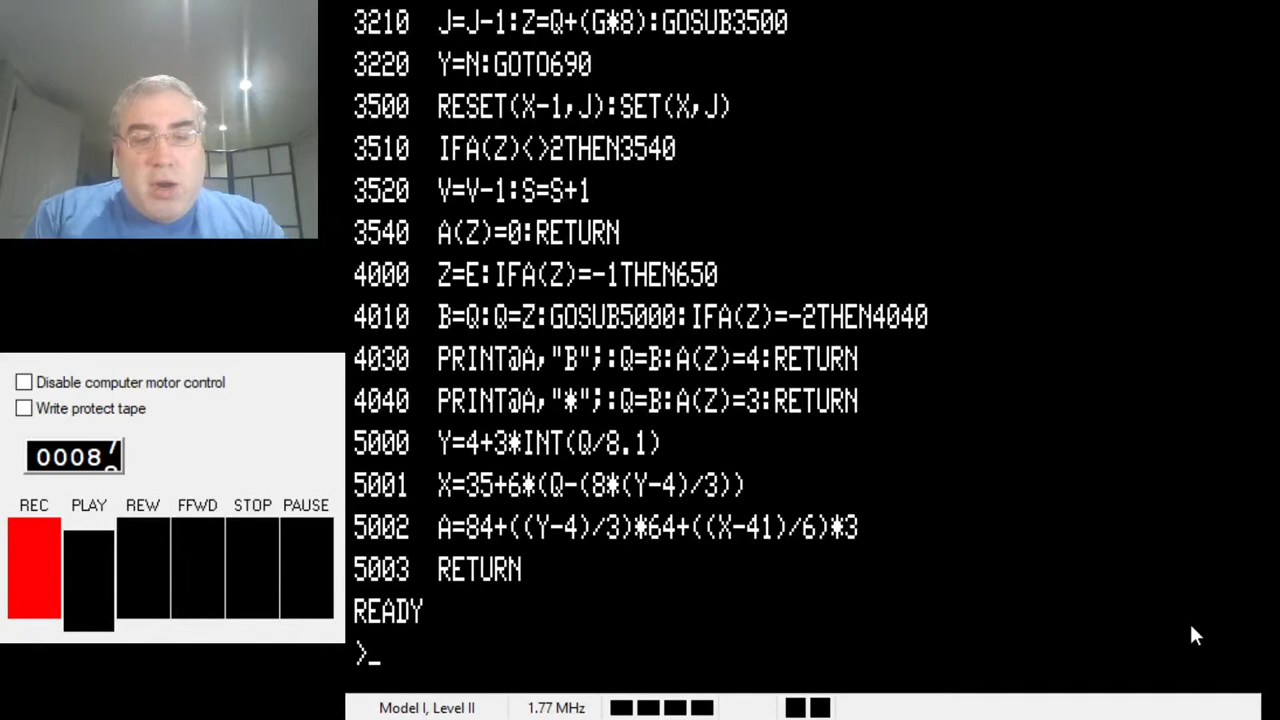 3210 J=J-1:Z=Q+(G*8):GOSUB3500
3220 Y=N:GOTO690
3500 RESET(X-1,J):SET(X,J)
3510 IFA(Z)<>2THEN3540
3520 V=V-1:S=S+1
3540 A(Z)=0:RETURN
4000 Z=E:IFA(Z)=-1THEN650
4010 B=Q:Q=Z:GOSUB5000:IFA(Z)=-2THEN4040
4030 PRINT@A,"B";:Q=B:A(Z)=4:RETURN
4040 PRINT@A,"*";:Q=B:A(Z)=3:RETURN
5000 Y=4+3*INT(Q/8.1)
5001 X=35+6*(Q-(8*(Y-4)/3))
5002 A=84+((Y-4)/3)*64+((X-41)/6)*3
5003 RETURN
READY
>_
Disable computer motor control
Write protect tape
0008
REC PLAY REW FFWD STOP PAUSE
Model I, Level II 1.77 MHz